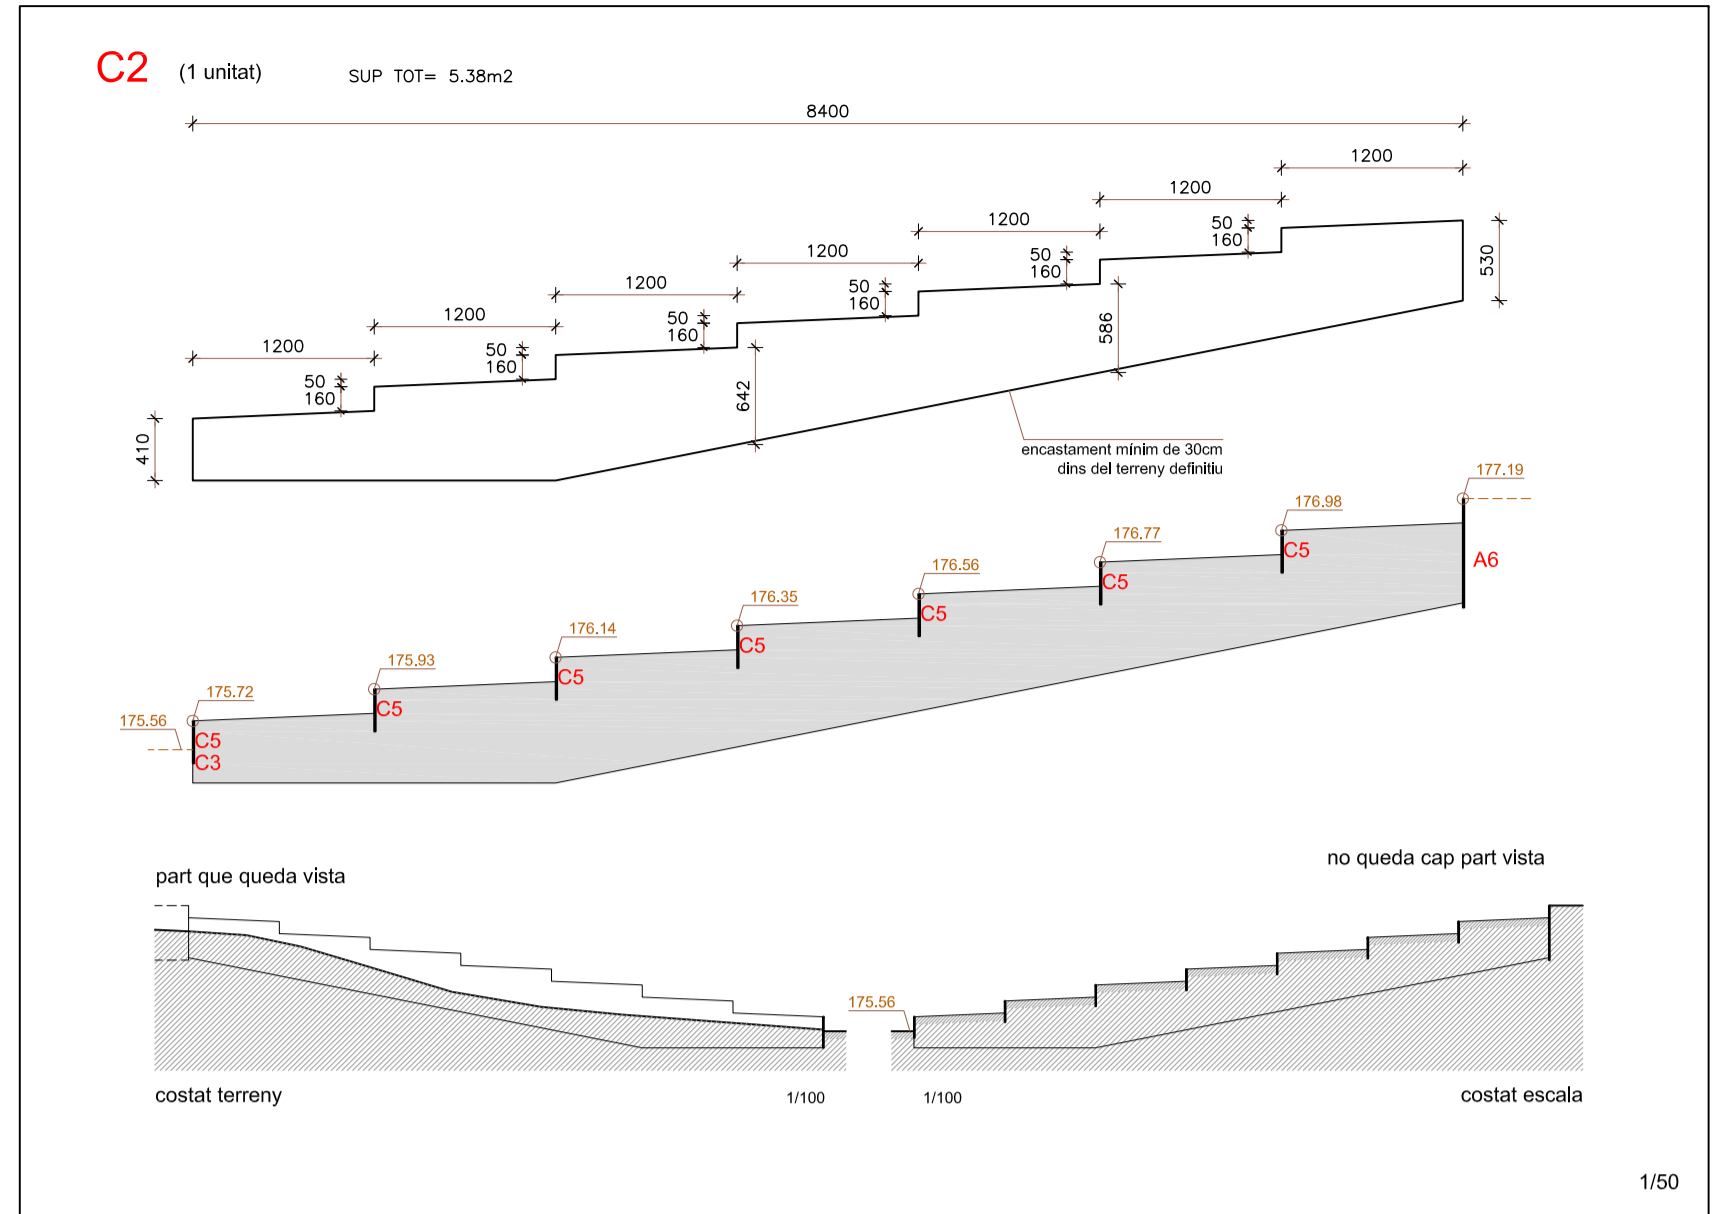 C2 (1 unitat) SUP TOT= 5.38m2
8400
1200
1200
1200
1200
1200
1200
1200
50
160
50
160
50
160
50
160
50
160
50
160
530
586
642
410
encastament mínim de 30cm
dins del terreny definitiu
177.19
176.98
176.77
176.56
176.35
176.14
175.93
175.72
175.56
A6
C5
C5
C5
C5
C5
C5
C5
C3
part que queda vista
no queda cap part vista
175.56
costat terreny
1/100
1/100
costat escala
1/50